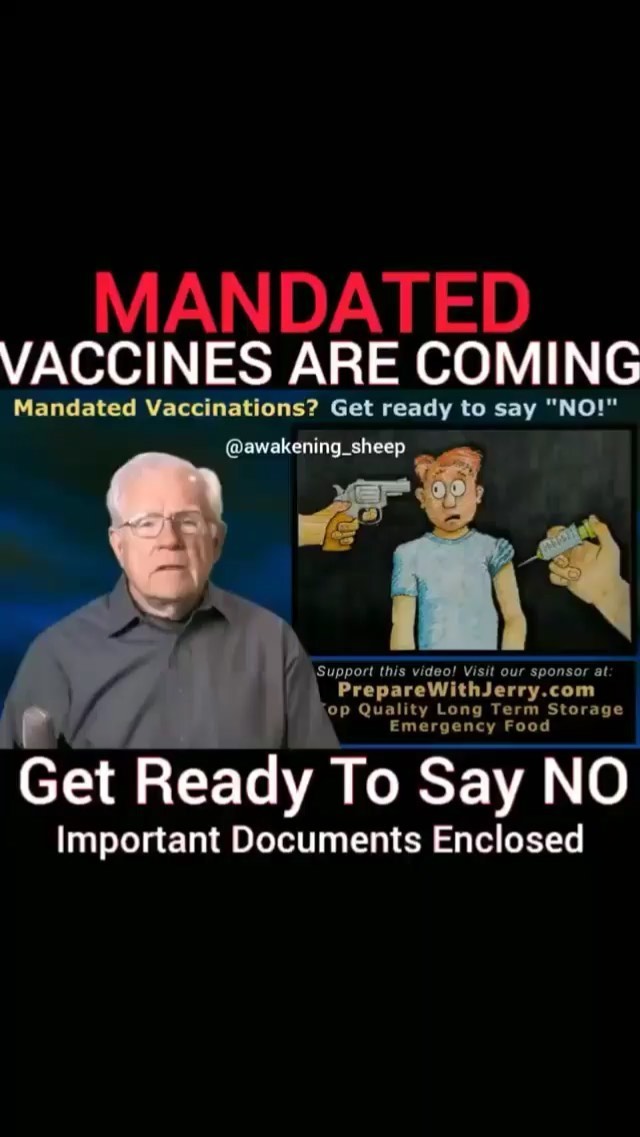 MANDATED
VACCINES ARE COMING
Mandated Vaccinations? Get ready to say "NO!"
@awakening_sheep
Support this video! Visit our sponsor at:
PrepareWithJerry.com
Top Quality Long Term Storage
Emergency Food
Get Ready To Say NO
Important Documents Enclosed